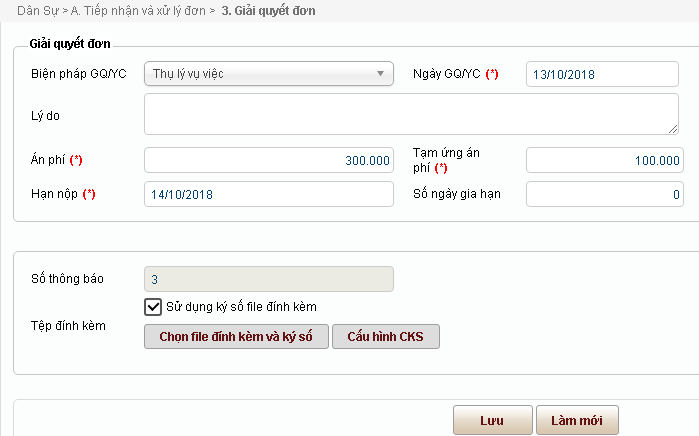 Dân Sự > A. Tiếp nhận và xử lý đơn > 3. Giải quyết đơn
Giải quyết đơn
Biện pháp GQ/YC Thụ lý vụ việc Ngày GQ/YC (*) 13/10/2018
Lý do
Án phí (*) 300.000 Tạm ứng án phí (*) 100.000
Hạn nộp (*) 14/10/2018 Số ngày gia hạn 0
Số thông báo 3
Sử dụng ký số file đính kèm
Tệp đính kèm
Chọn file đính kèm và ký số Cấu hình CKS
Lưu Làm mới